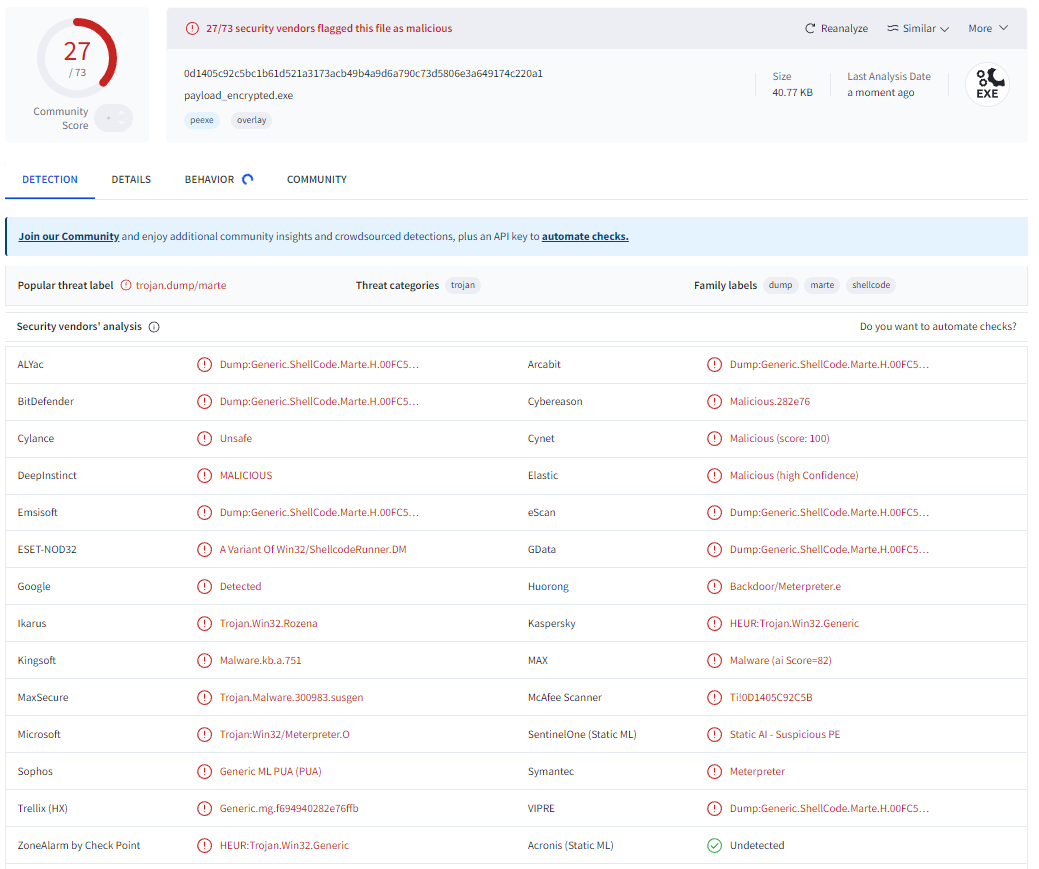 27
/ 73
Community
Score
27/73 security vendors flagged this file as malicious
Reanalyze
Similar
More
0d1405c92c5bc1b61d521a3173acb49b4a9d6a790c73d5806e3a649174c220a1
payload_encrypted.exe
peexe
overlay
Size
40.77 KB
Last Analysis Date
a moment ago
EXE
DETECTION
DETAILS
BEHAVIOR
COMMUNITY
Join our Community and enjoy additional community insights and crowdsourced detections, plus an API key to automate checks.
Popular threat label
trojan.dump/marte
Threat categories
trojan
Family labels
dump
marte
shellcode
Security vendors' analysis
Do you want to automate checks?
ALYac
Dump:Generic.ShellCode.Marte.H.00FC5...
Arcabit
Dump:Generic.ShellCode.Marte.H.00FC5...
BitDefender
Dump:Generic.ShellCode.Marte.H.00FC5...
Cybereason
Malicious.282e76
Cylance
Unsafe
Cynet
Malicious (score: 100)
DeepInstinct
MALICIOUS
Elastic
Malicious (high Confidence)
Emsisoft
Dump:Generic.ShellCode.Marte.H.00FC5...
eScan
Dump:Generic.ShellCode.Marte.H.00FC5...
ESET-NOD32
A Variant Of Win32/ShellcodeRunner.DM
GData
Dump:Generic.ShellCode.Marte.H.00FC5...
Google
Detected
Huorong
Backdoor/Meterpreter.e
Ikarus
Trojan.Win32.Rozena
Kaspersky
HEUR:Trojan.Win32.Generic
Kingsoft
Malware.kb.a.751
MAX
Malware (ai Score=82)
MaxSecure
Trojan.Malware.300983.susgen
McAfee Scanner
Ti!0D1405C92C5B
Microsoft
Trojan:Win32/Meterpreter.O
SentinelOne (Static ML)
Static AI - Suspicious PE
Sophos
Generic ML PUA (PUA)
Symantec
Meterpreter
Trellix (HX)
Generic.mg.f694940282e76ffb
VIPRE
Dump:Generic.ShellCode.Marte.H.00FC5...
ZoneAlarm by Check Point
HEUR:Trojan.Win32.Generic
Acronis (Static ML)
Undetected